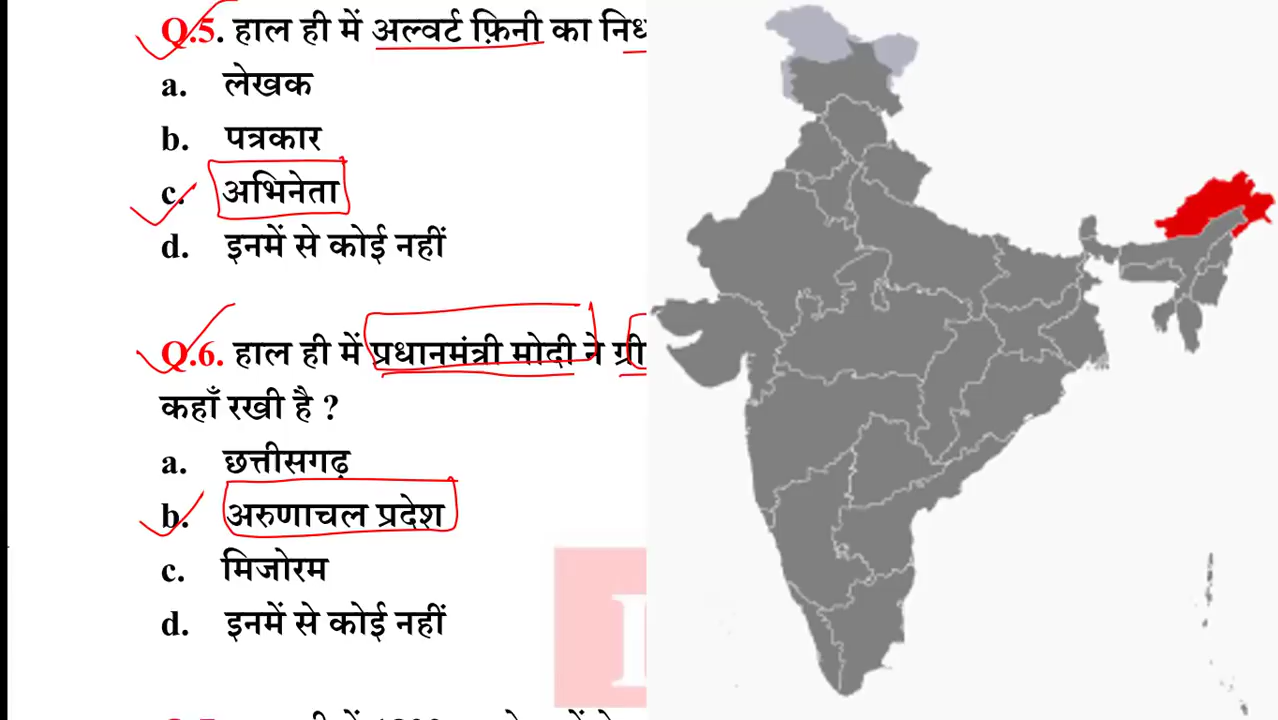 Q.5. हाल ही में अल्वर्ट फ़िनी का
a. लेखक
b. पत्रकार
c. अभिनेता
d. इनमें से कोई नहीं
Q.6. हाल ही में प्रधानमंत्री मोदी ने
कहाँ रखी है ?
a. छत्तीसगढ़
b. अरुणाचल प्रदेश
c. मिजोरम
d. इनमें से कोई नहीं